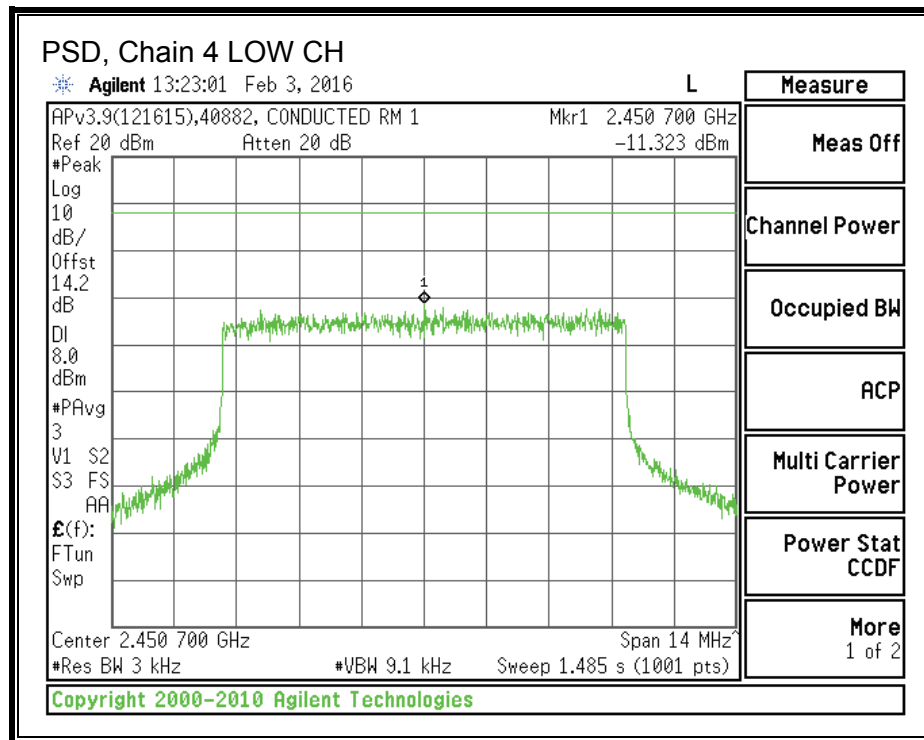 PSD, Chain 4 LOW CH
Agilent 13:23:01 Feb 3, 2016 L
Measure
APv3.9(121615),40882, CONDUCTED RM 1 Mkr1 2.450 700 GHz
Ref 20 dBm Atten 20 dB -11.323 dBm
#Peak
Log
10
dB/
Offst
14.2
dB
DI
8.0
dBm
#PAvg
3
V1 S2
S3 FS
AA
£(f):
FTun
Swp
1
Center 2.450 700 GHz Span 14 MHz^
#Res BW 3 kHz #VBW 9.1 kHz Sweep 1.485 s (1001 pts)
Meas Off
Channel Power
Occupied BW
ACP
Multi Carrier
Power
Power Stat
CCDF
More
1 of 2
Copyright 2000-2010 Agilent Technologies